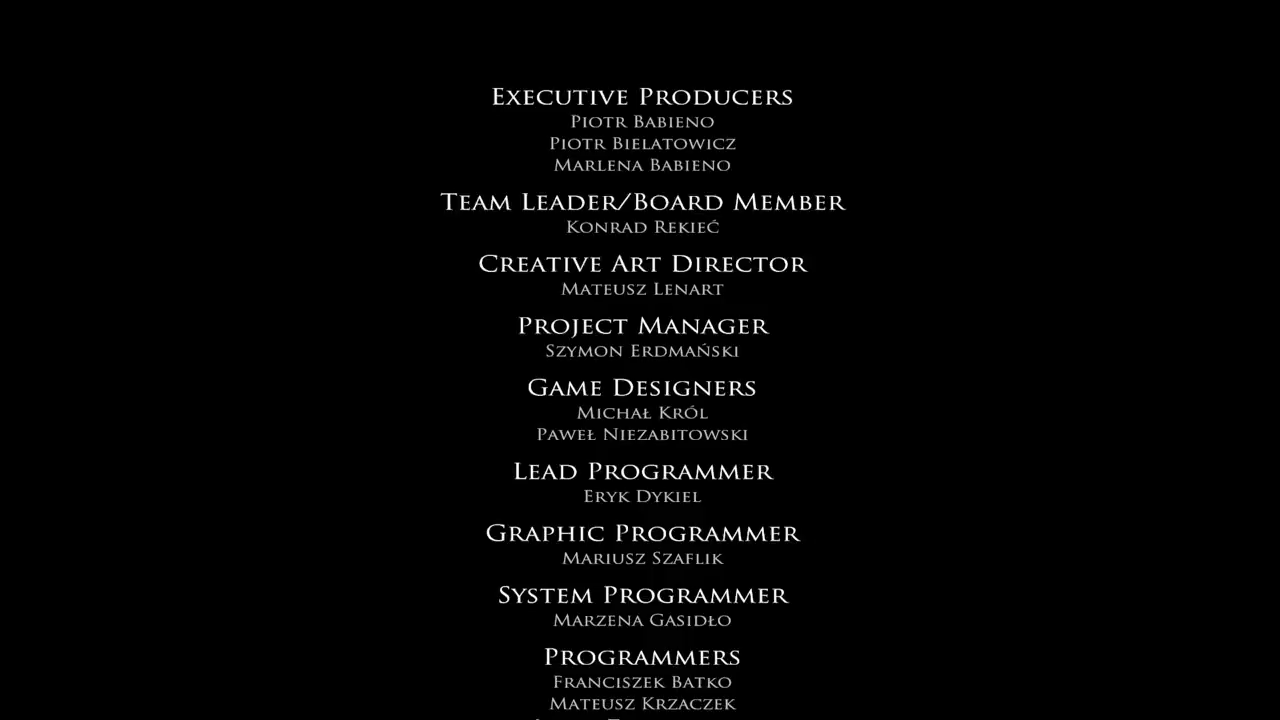 Executive Producers
Piotr Babieno
Piotr Bielatowicz
Marlena Babieno
Team Leader/Board Member
Konrad Rekieć
Creative Art Director
Mateusz Lenart
Project Manager
Szymon Erdmański
Game Designers
Michał Król
Paweł Niezabitowski
Lead Programmer
Eryk Dykiel
Graphic Programmer
Mariusz Szaflik
System Programmer
Marzena Gasidło
Programmers
Franciszek Batko
Mateusz Krzaczek